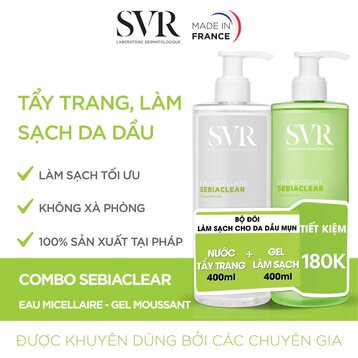 SVR
LABORATOIRE DERMATOLOGIQUE
MADE IN
FRANCE
TẨY TRANG, LÀM
SẠCH DA DẦU
LÀM SẠCH TỐI ƯU
KHÔNG XÀ PHÒNG
100% SẢN XUẤT TẠI PHÁP
SVR
EAU MICELLAIRE
SEBIACLEAR
SVR
GEL MOUSSANT
SEBIACLEAR
BỘ ĐÔI
LÀM SẠCH CHO DA DẦU MỤN
NƯỚC
TẨY TRANG
400ml
+
GEL
LÀM SẠCH
400ml
TIẾT KIỆM
180K
COMBO SEBIACLEAR
EAU MICELLAIRE - GEL MOUSSANT
ĐƯỢC KHUYÊN DÙNG BỞI CÁC CHUYÊN GIA